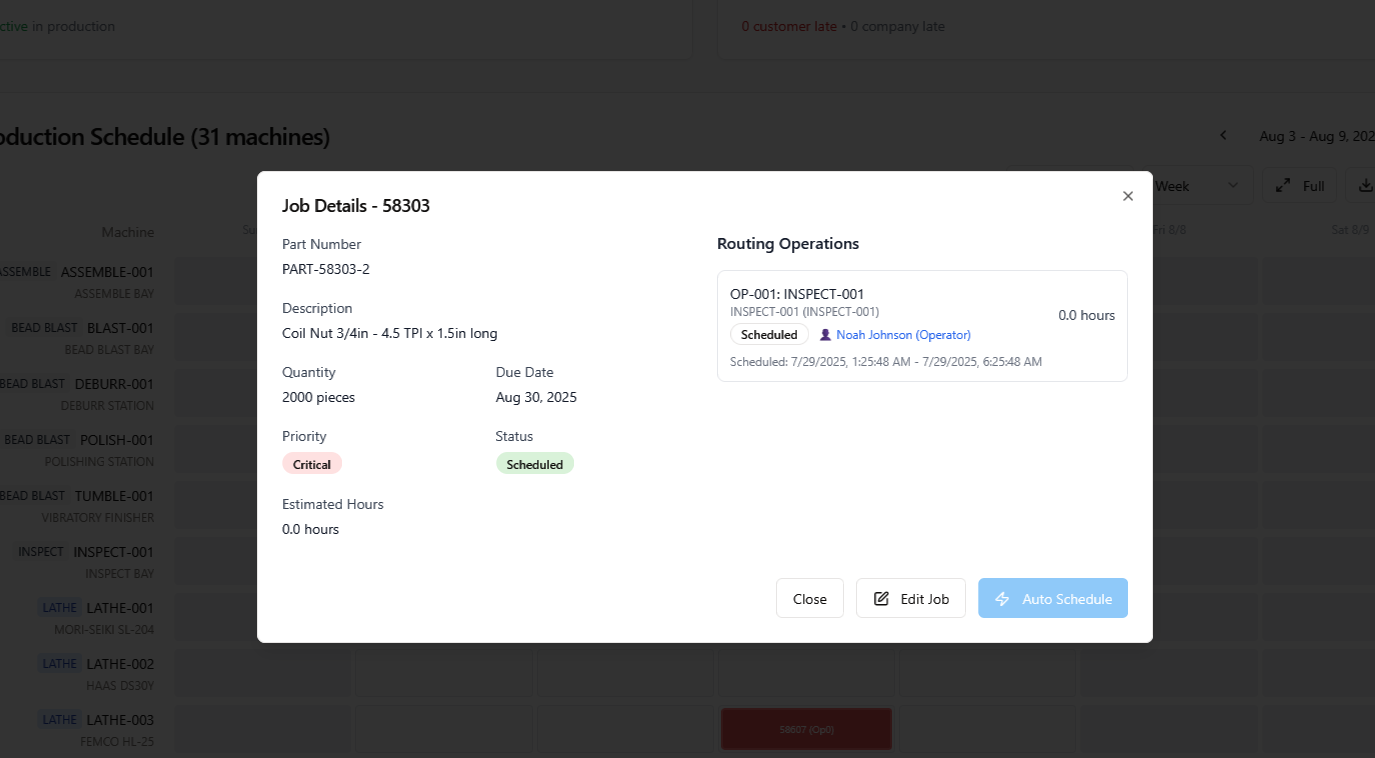 ctive in production
0 customer late • 0 company late
oduction Schedule (31 machines)
Aug 3 - Aug 9, 202
Week
Full
Machine
Su
Fri 8/8
Sat 8/9
ASSEMBLE ASSEMBLE-001
ASSEMBLE BAY
BEAD BLAST BLAST-001
BEAD BLAST BAY
BEAD BLAST DEBURR-001
DEBURR STATION
BEAD BLAST POLISH-001
POLISHING STATION
BEAD BLAST TUMBLE-001
VIBRATORY FINISHER
INSPECT INSPECT-001
INSPECT BAY
LATHE LATHE-001
MORI-SEIKI SL-204
LATHE LATHE-002
HAAS DS30Y
LATHE LATHE-003
FEMCO HL-25
58607 (Op0)
Job Details - 58303
Part Number
PART-58303-2
Description
Coil Nut 3/4in - 4.5 TPI x 1.5in long
Quantity
2000 pieces
Due Date
Aug 30, 2025
Priority
Critical
Status
Scheduled
Estimated Hours
0.0 hours
Routing Operations
OP-001: INSPECT-001
INSPECT-001 (INSPECT-001)
0.0 hours
Scheduled
Noah Johnson (Operator)
Scheduled: 7/29/2025, 1:25:48 AM - 7/29/2025, 6:25:48 AM
Close
Edit Job
Auto Schedule